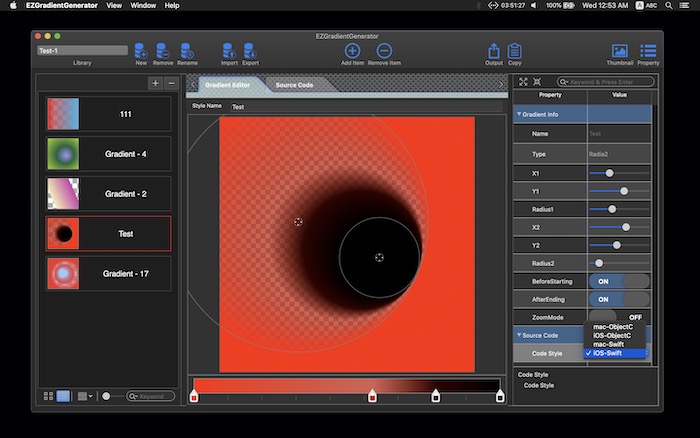 EZGradientGenerator File Edit View Window Help 03:51:27 100% Wed 12:53 AM A ABC
EZGradientGenerator
Test-1
Library New Remove Rename Import Export Add Item Remove Item Output Copy Thumbnail Property
Gradient Editor Source Code
Keyword & Press Enter
Style Name Test
Property Value
111
Gradient - 4
Gradient - 2
Test
Gradient - 17
Gradient Info
Name Test
Type Radia2
X1
Y1
Radius1
X2
Y2
Radius2
BeforeStarting ON
AfterEnding ON
ZoomMode OFF
Source Code
Code Style
mac-ObjectC
iOS-ObjectC
mac-Swift
iOS-Swift
Code Style
Code Style
Keyword